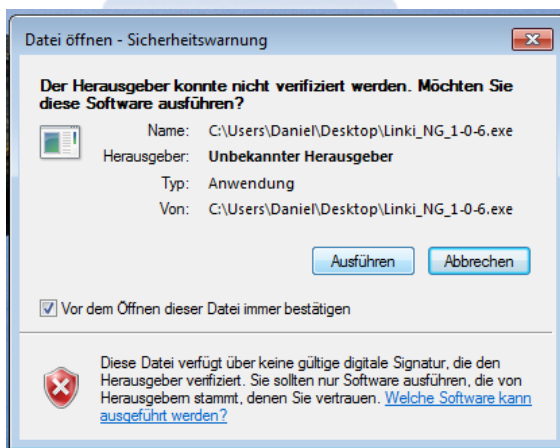 Datei öffnen - Sicherheitswarnung
Der Herausgeber konnte nicht verifiziert werden. Möchten Sie
diese Software ausführen?
Name: C:\Users\Daniel\Desktop\Linki_NG_1-0-6.exe
Herausgeber: Unbekannter Herausgeber
Typ: Anwendung
Von: C:\Users\Daniel\Desktop\Linki_NG_1-0-6.exe
Ausführen Abbrechen
Vor dem Öffnen dieser Datei immer bestätigen
Diese Datei verfügt über keine gültige digitale Signatur, die den
Herausgeber verifiziert. Sie sollten nur Software ausführen, die von
Herausgebern stammt, denen Sie vertrauen. Welche Software kann
ausgeführt werden?